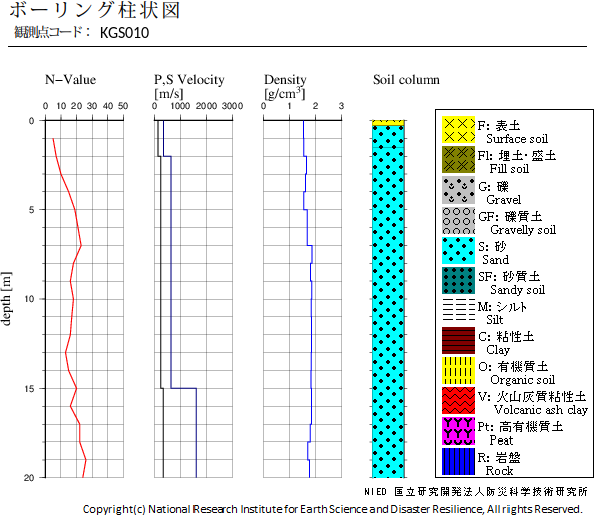 ボーリング柱状図
観測点コード： KGS010
N−Value
P,S Velocity
[m/s]
Density
[g/cm3]
Soil column
0 10 20 30 40 50
0 1000 2000 3000
0 1 2 3
depth [m]
0
5
10
15
20
F: 表土
Surface soil
Fl: 埋土・盛土
Fill soil
G: 礫
Gravel
GF: 礫質土
Gravelly soil
S: 砂
Sand
SF: 砂質土
Sandy soil
M: シルト
Silt
C: 粘性土
Clay
O: 有機質土
Organic soil
V: 火山灰質粘性土
Volcanic ash clay
Pt: 高有機質土
Peat
R: 岩盤
Rock
NIED 国立研究開発法人防災科学技術研究所
Copyright(c) National Research Institute for Earth Science and Disaster Resilience, All rights Reserved.